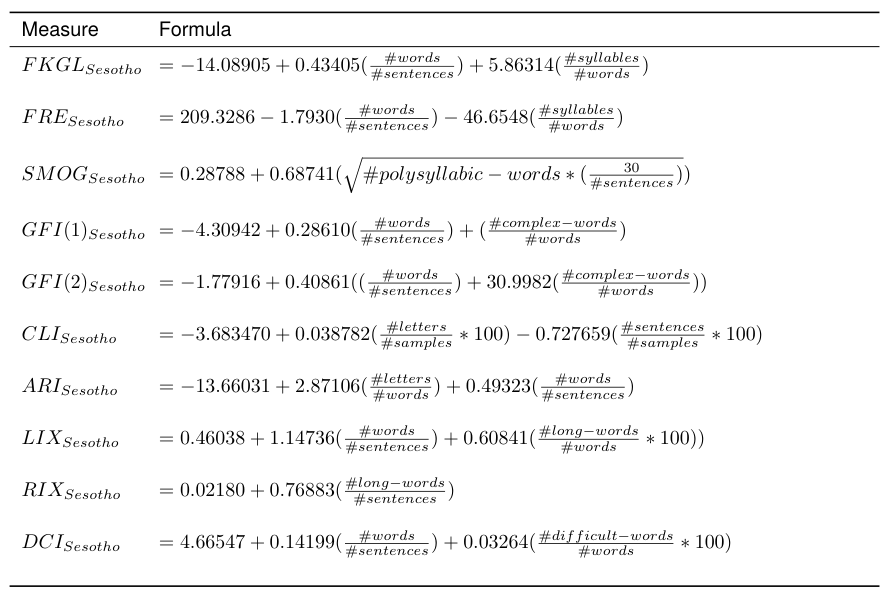 Measure Formula
FKGL_Sesotho = −14.08905 + 0.43405(#words/#sentences) + 5.86314(#syllables/#words)
FRE_Sesotho = 209.3286 − 1.7930(#words/#sentences) − 46.6548(#syllables/#words)
SMOG_Sesotho = 0.28788 + 0.68741(√(#polysyllabic − words ∗ (30/#sentences)))
GFI(1)_Sesotho = −4.30942 + 0.28610(#words/#sentences) + (#complex−words/#words)
GFI(2)_Sesotho = −1.77916 + 0.40861((#words/#sentences) + 30.9982(#complex−words/#words))
CLI_Sesotho = −3.683470 + 0.038782(#letters/#samples ∗ 100) − 0.727659(#sentences/#samples ∗ 100)
ARI_Sesotho = −13.66031 + 2.87106(#letters/#words) + 0.49323(#words/#sentences)
LIX_Sesotho = 0.46038 + 1.14736(#words/#sentences) + 0.60841(#long−words/#words ∗ 100))
RIX_Sesotho = 0.02180 + 0.76883(#long−words/#sentences)
DCI_Sesotho = 4.66547 + 0.14199(#words/#sentences) + 0.03264(#difficult−words/#words ∗ 100)